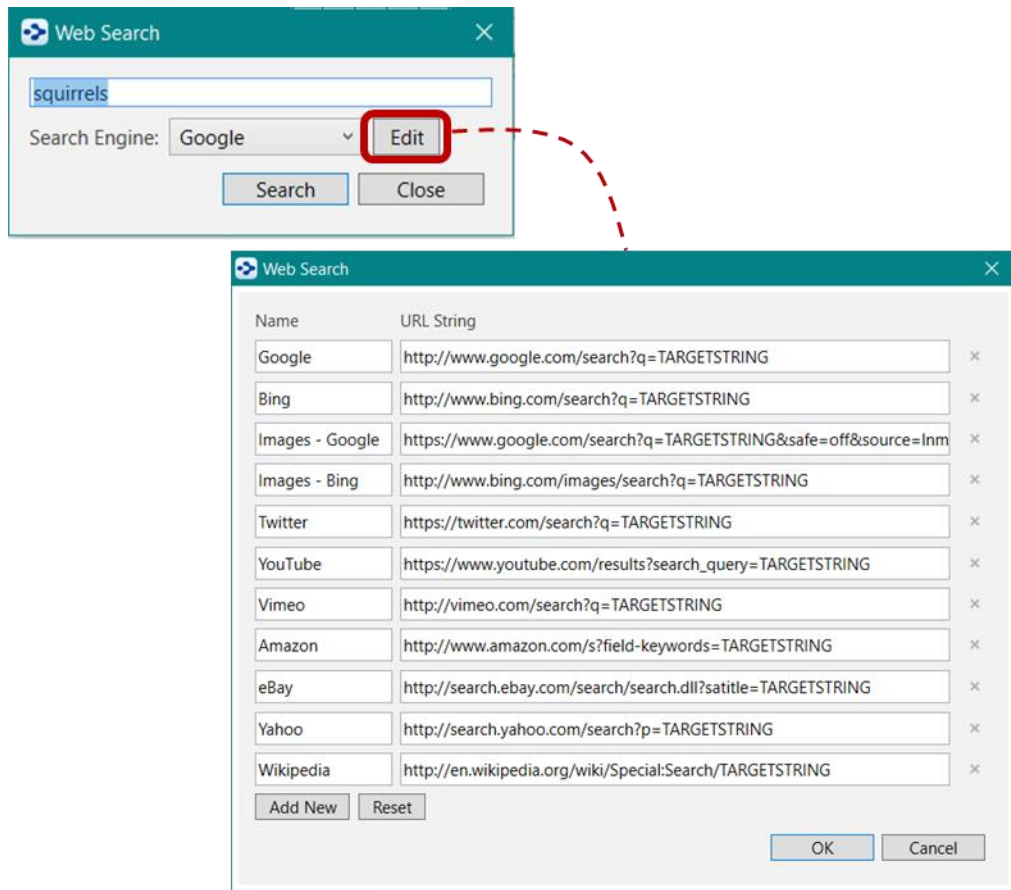 Web Search
squirrels
Search Engine: Google Edit
Search Close
Web Search
Name URL String
Google http://www.google.com/search?q=TARGETSTRING
Bing http://www.bing.com/search?q=TARGETSTRING
Images - Google https://www.google.com/search?q=TARGETSTRING&safe=off&source=lnm
Images - Bing http://www.bing.com/images/search?q=TARGETSTRING
Twitter https://twitter.com/search?q=TARGETSTRING
YouTube https://www.youtube.com/results?search_query=TARGETSTRING
Vimeo http://vimeo.com/search?q=TARGETSTRING
Amazon http://www.amazon.com/s?field-keywords=TARGETSTRING
eBay http://search.ebay.com/search/search.dll?satitle=TARGETSTRING
Yahoo http://search.yahoo.com/search?p=TARGETSTRING
Wikipedia http://en.wikipedia.org/wiki/Special:Search/TARGETSTRING
Add New Reset
OK Cancel